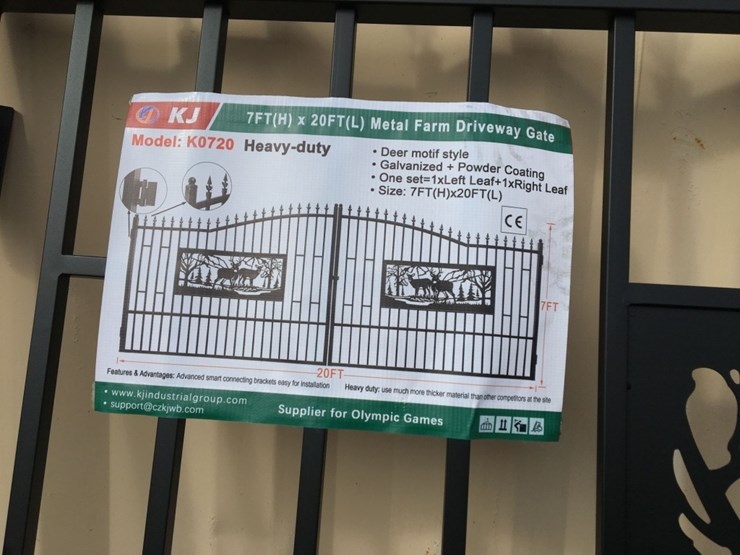 KJ
7FT(H) x 20FT(L) Metal Farm Driveway Gate
Model: K0720 Heavy-duty
• Deer motif style
• Galvanized + Powder Coating
• One set=1xLeft Leaf+1xRight Leaf
• Size: 7FT(H)x20FT(L)
CE
7FT
20FT
Features & Advantages: Advanced smart connecting brackets easy for installation
Heavy duty: use much more thicker material than other competitors at the site
• www.kjindustrialgroup.com
• support@czkjwb.com
Supplier for Olympic Games